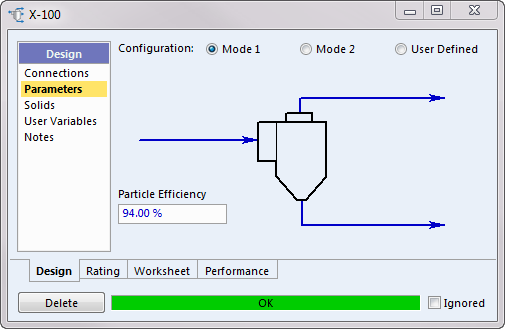 X-100
Design
Connections
Parameters
Solids
User Variables
Notes
Configuration: Mode 1 Mode 2 User Defined
Particle Efficiency
94.00 %
Design Rating Worksheet Performance
Delete OK Ignored